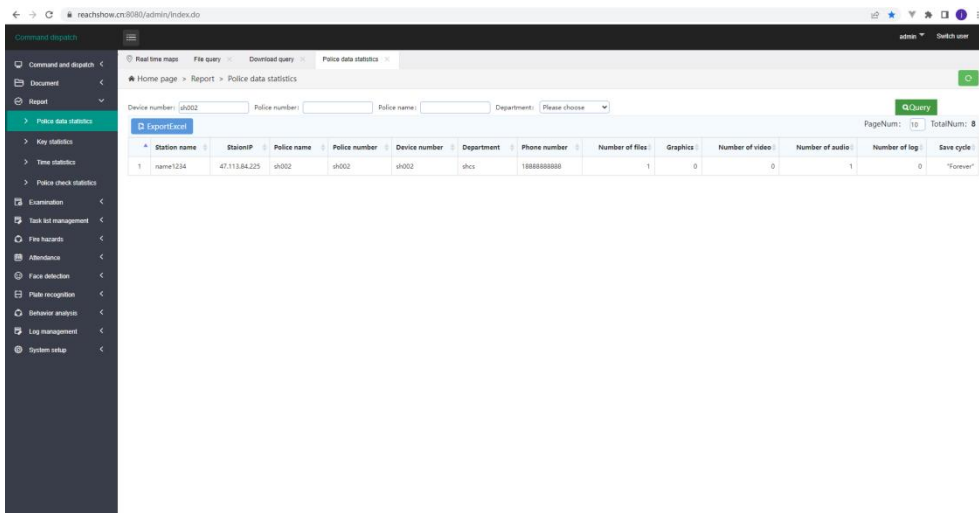 reachshow.cn:8080/admin/index.do
Command dispatch
admin Switch user
Command and dispatch
Document
Report
Police data statistics
Key statistics
Time statistics
Police check statistics
Examination
Task list management
Fire hazards
Attendance
Face detection
Plate recognition
Behavior analysis
Log management
System setup
Real time maps File query Download query Police data statistics
Home page > Report > Police data statistics
Device number: sh002 Police number: Police name: Department: Please choose Query
ExportExcel PageNum: 10 TotalNum: 8
Station name StaionIP Police name Police number Device number Department Phone number Number of files Graphics Number of video Number of audio Number of log Save cycle
1 name1234 47.113.84.225 sh002 sh002 sh002 shcs 18888888888 1 0 0 1 0 "Forever"